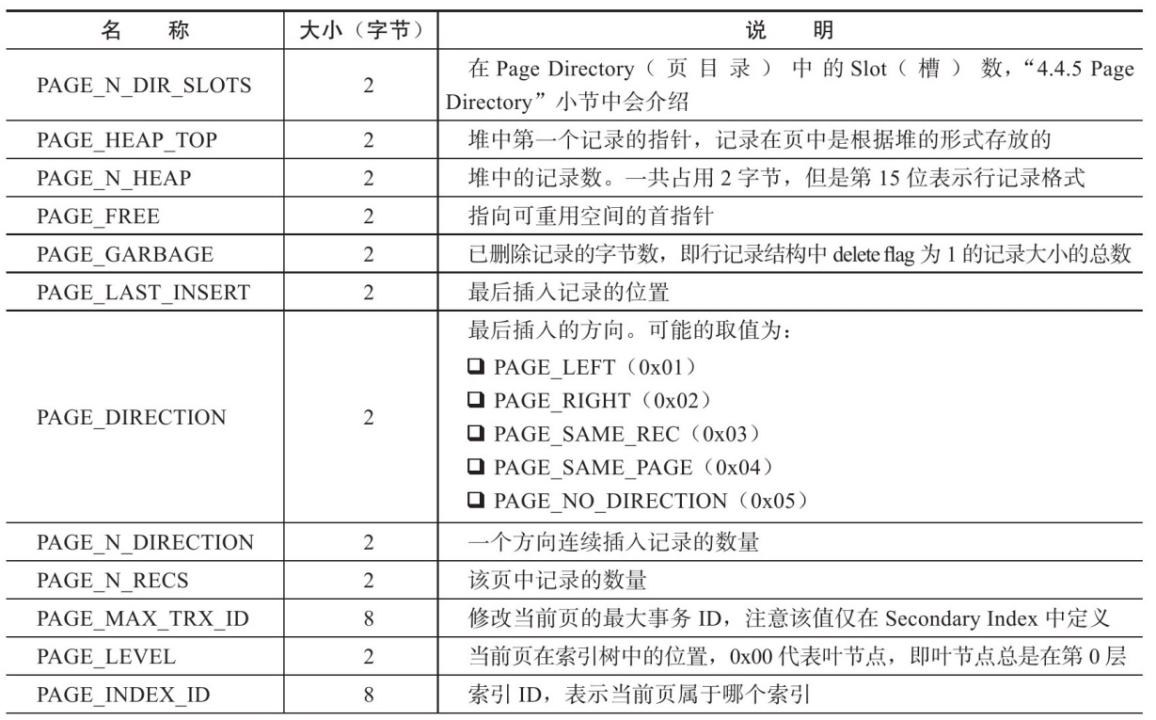 名 称 大小（字节） 说 明
PAGE_N_DIR_SLOTS 2 在 Page Directory（页目录）中的 Slot（槽）数，“4.4.5 Page
Directory”小节中会介绍
PAGE_HEAP_TOP 2 堆中第一个记录的指针，记录在页中是根据堆的形式存放的
PAGE_N_HEAP 2 堆中的记录数。一共占用 2 字节，但是第 15 位表示行记录格式
PAGE_FREE 2 指向可重用空间的首指针
PAGE_GARBAGE 2 已删除记录的字节数，即行记录结构中 delete flag 为 1 的记录大小的总数
PAGE_LAST_INSERT 2 最后插入记录的位置
最后插入的方向。可能的取值为：
❑ PAGE_LEFT（0x01）
❑ PAGE_RIGHT（0x02）
PAGE_DIRECTION 2 ❑ PAGE_SAME_REC（0x03）
❑ PAGE_SAME_PAGE（0x04）
❑ PAGE_NO_DIRECTION（0x05）
PAGE_N_DIRECTION 2 一个方向连续插入记录的数量
PAGE_N_RECS 2 该页中记录的数量
PAGE_MAX_TRX_ID 8 修改当前页的最大事务 ID，注意该值仅在 Secondary Index 中定义
PAGE_LEVEL 2 当前页在索引树中的位置，0x00 代表叶节点，即叶节点总是在第 0 层
PAGE_INDEX_ID 8 索引 ID，表示当前页属于哪个索引